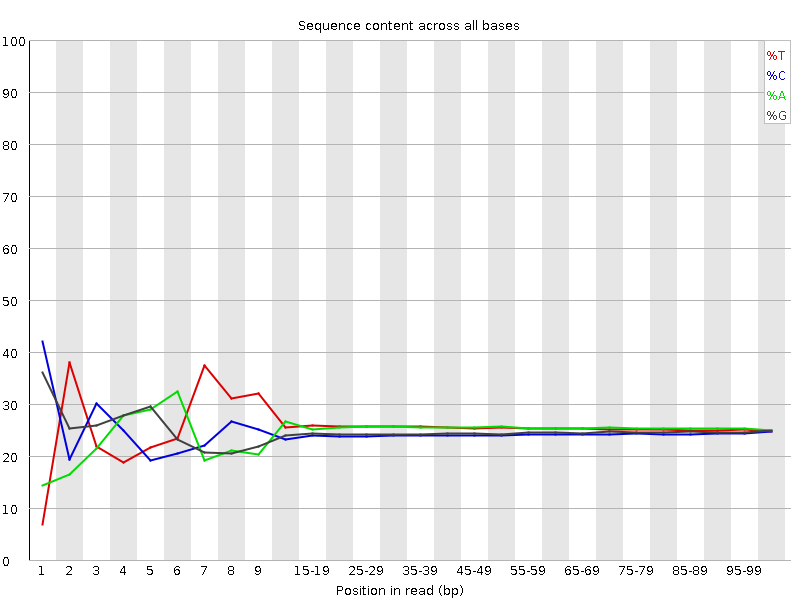 Sequence content across all bases
100
90
80
70
60
50
40
30
20
10
0
%T
%C
%A
%G
1 2 3 4 5 6 7 8 9 15-19 25-29 35-39 45-49 55-59 65-69 75-79 85-89 95-99
Position in read (bp)